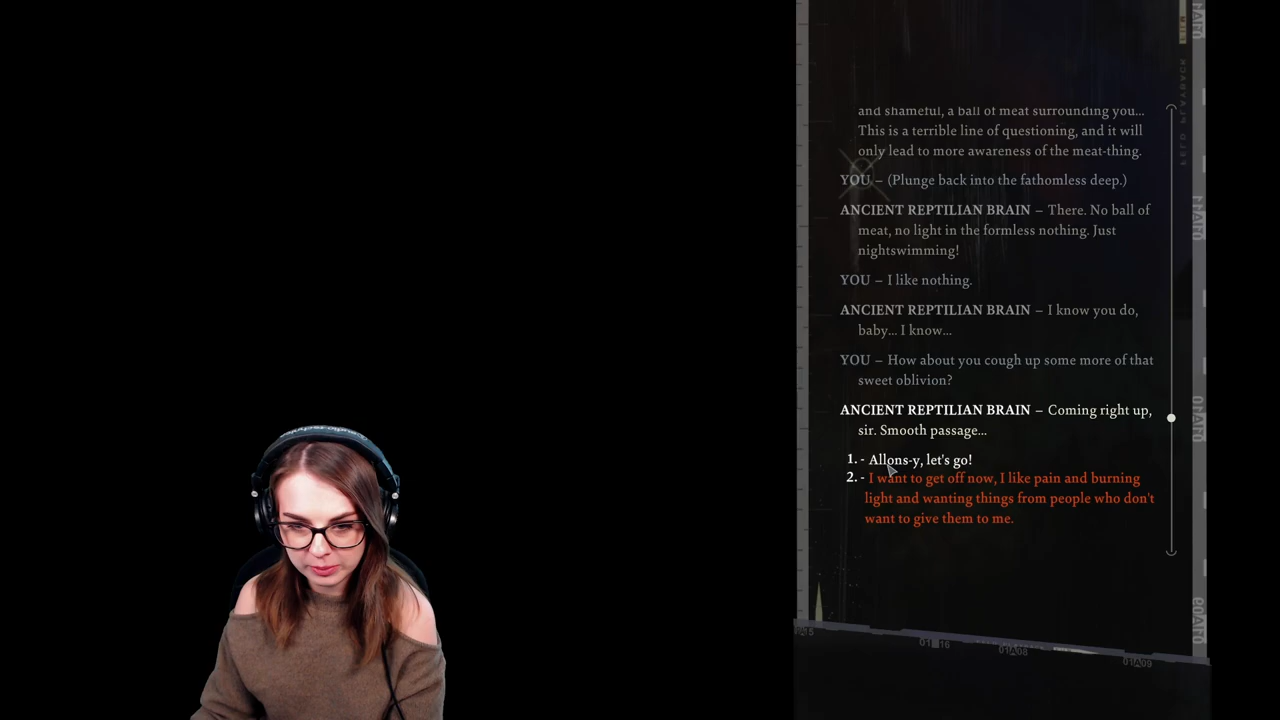 and shameful, a ball of meat surrounding you...
This is a terrible line of questioning, and it will
only lead to more awareness of the meat-thing.
YOU – (Plunge back into the fathomless deep.)
ANCIENT REPTILIAN BRAIN – There. No ball of
meat, no light in the formless nothing. Just
nightswimming!
YOU – I like nothing.
ANCIENT REPTILIAN BRAIN – I know you do,
baby... I know...
YOU – How about you cough up some more of that
sweet oblivion?
ANCIENT REPTILIAN BRAIN – Coming right up,
sir. Smooth passage...
1. - Allons-y, let's go!
2. - I want to get off now, I like pain and burning
light and wanting things from people who don't
want to give them to me.
01A08
01A09